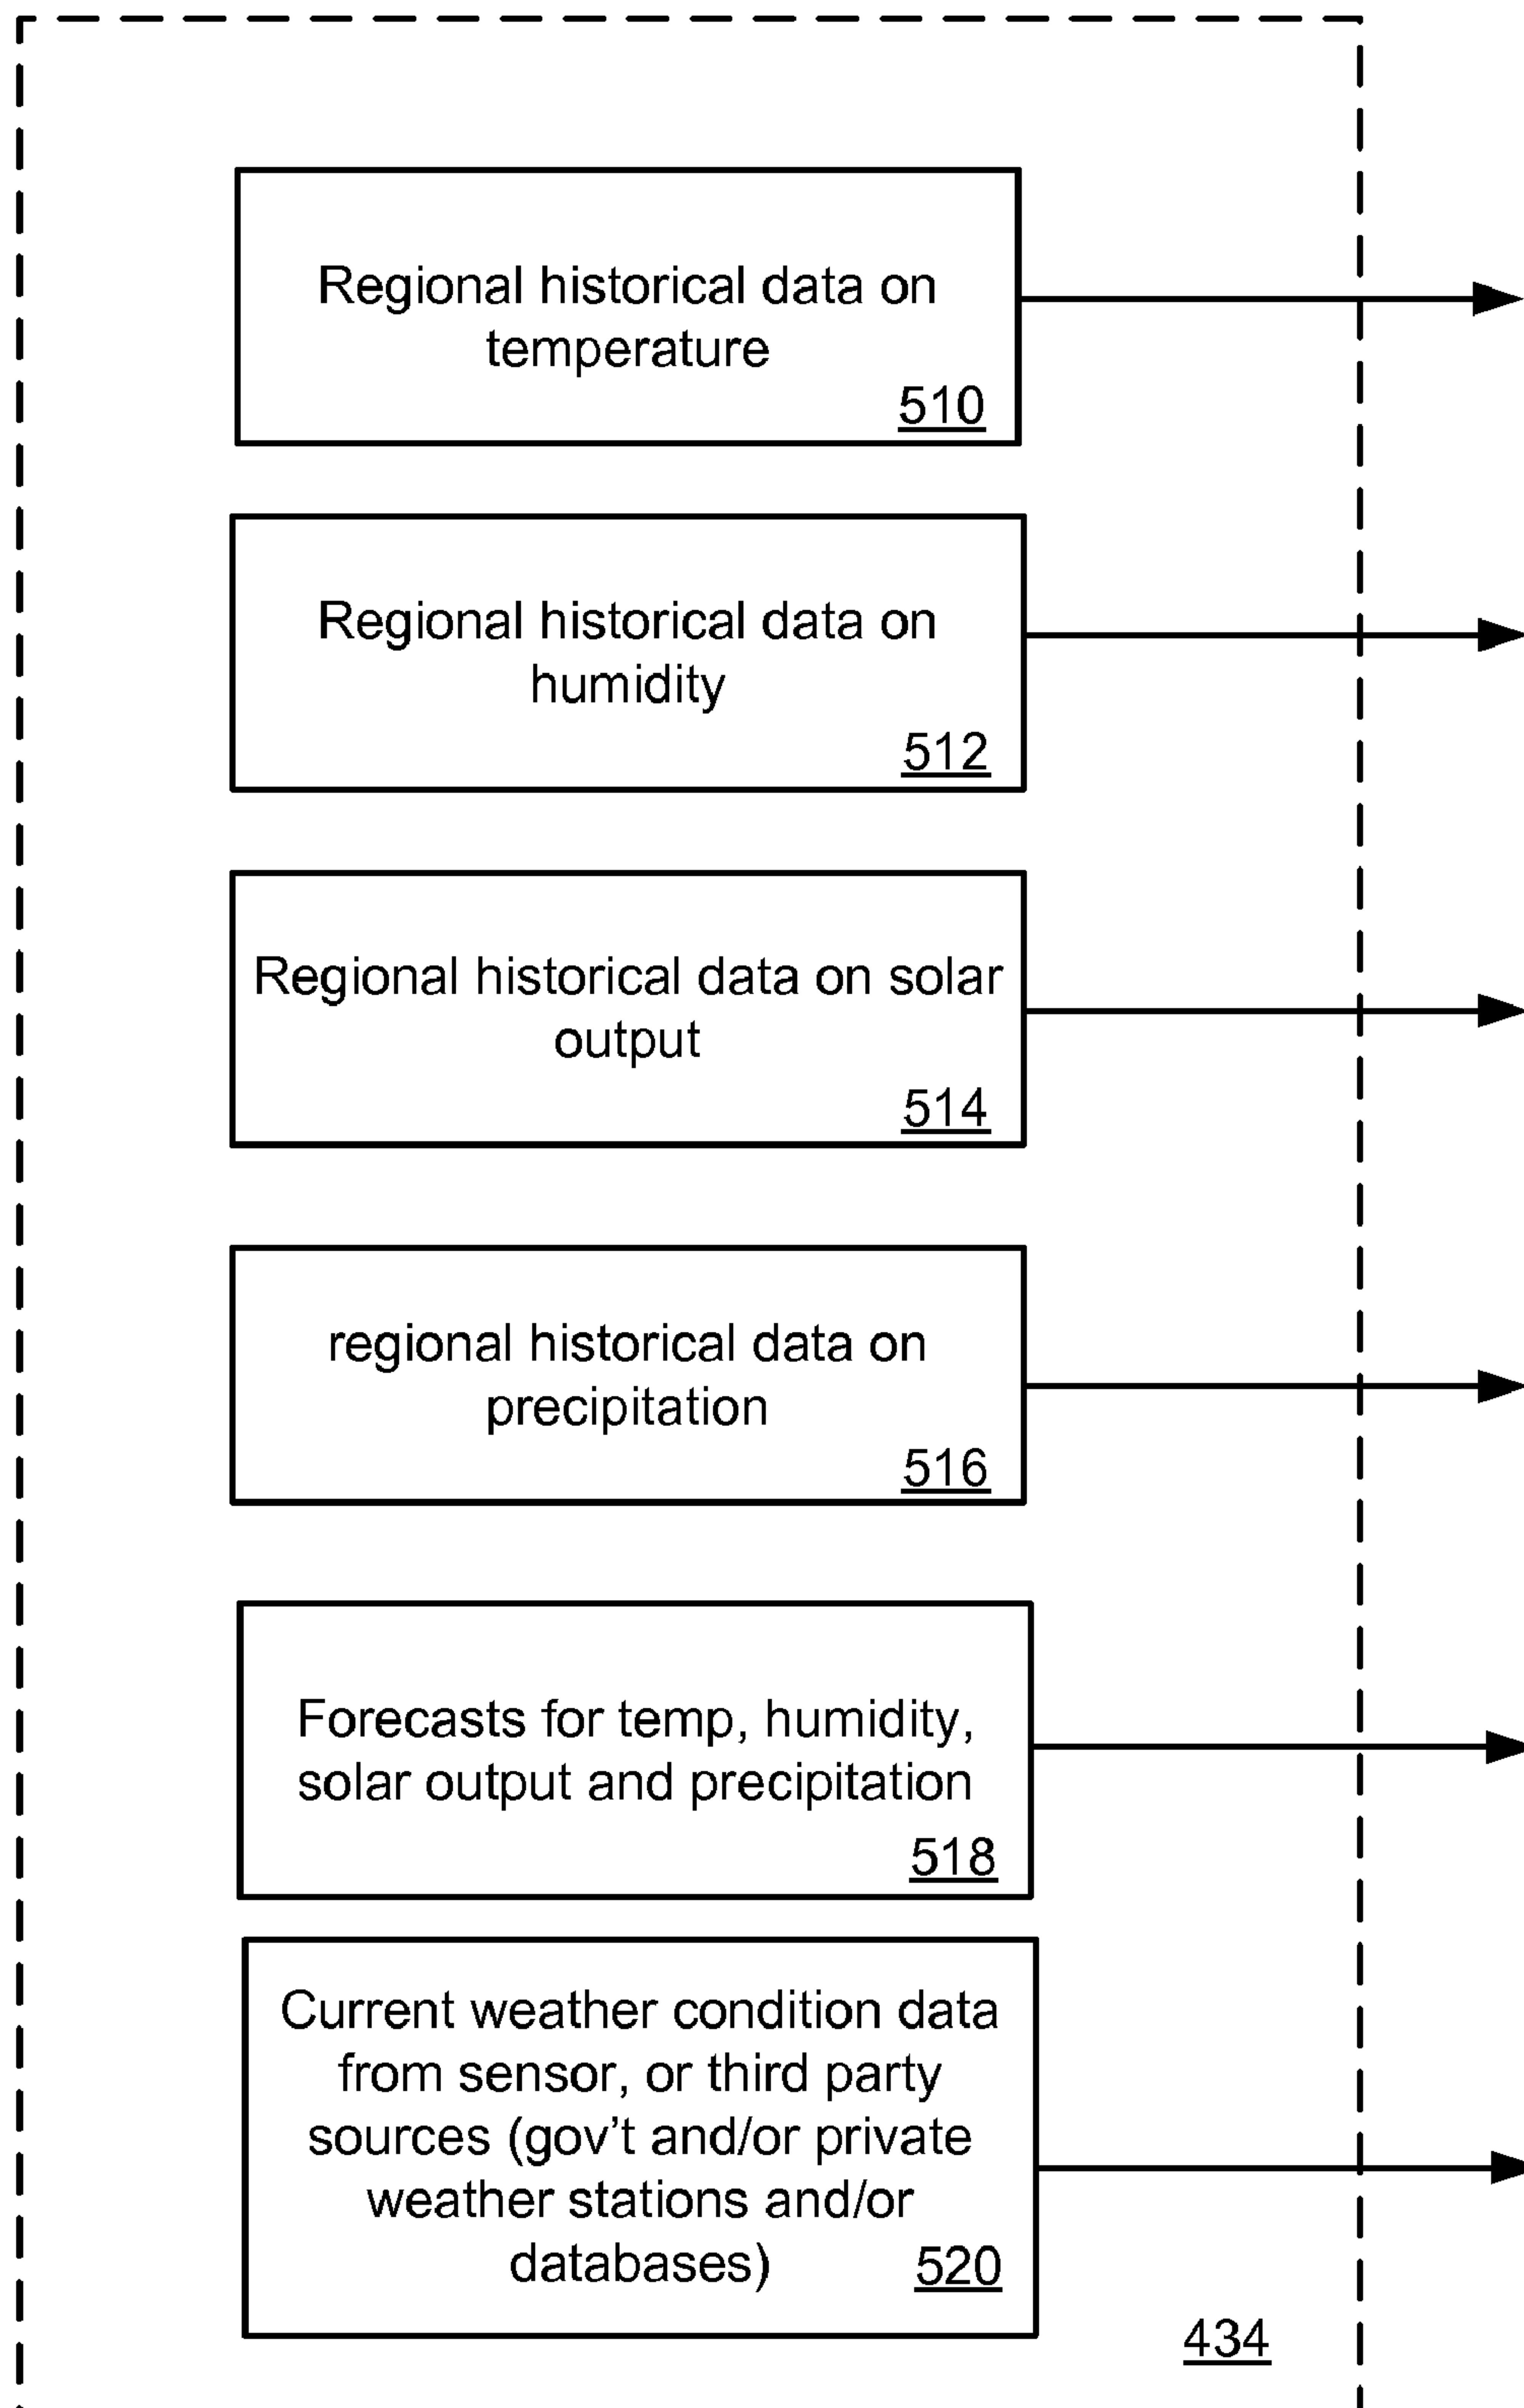 Regional historical data on
temperature
510
Regional historical data on
humidity
512
Regional historical data on solar
output
514
regional historical data on
precipitation
516
Forecasts for temp, humidity,
solar output and precipitation
518
Current weather condition data
from sensor, or third party
sources (gov’t and/or private
weather stations and/or
databases)
520
434